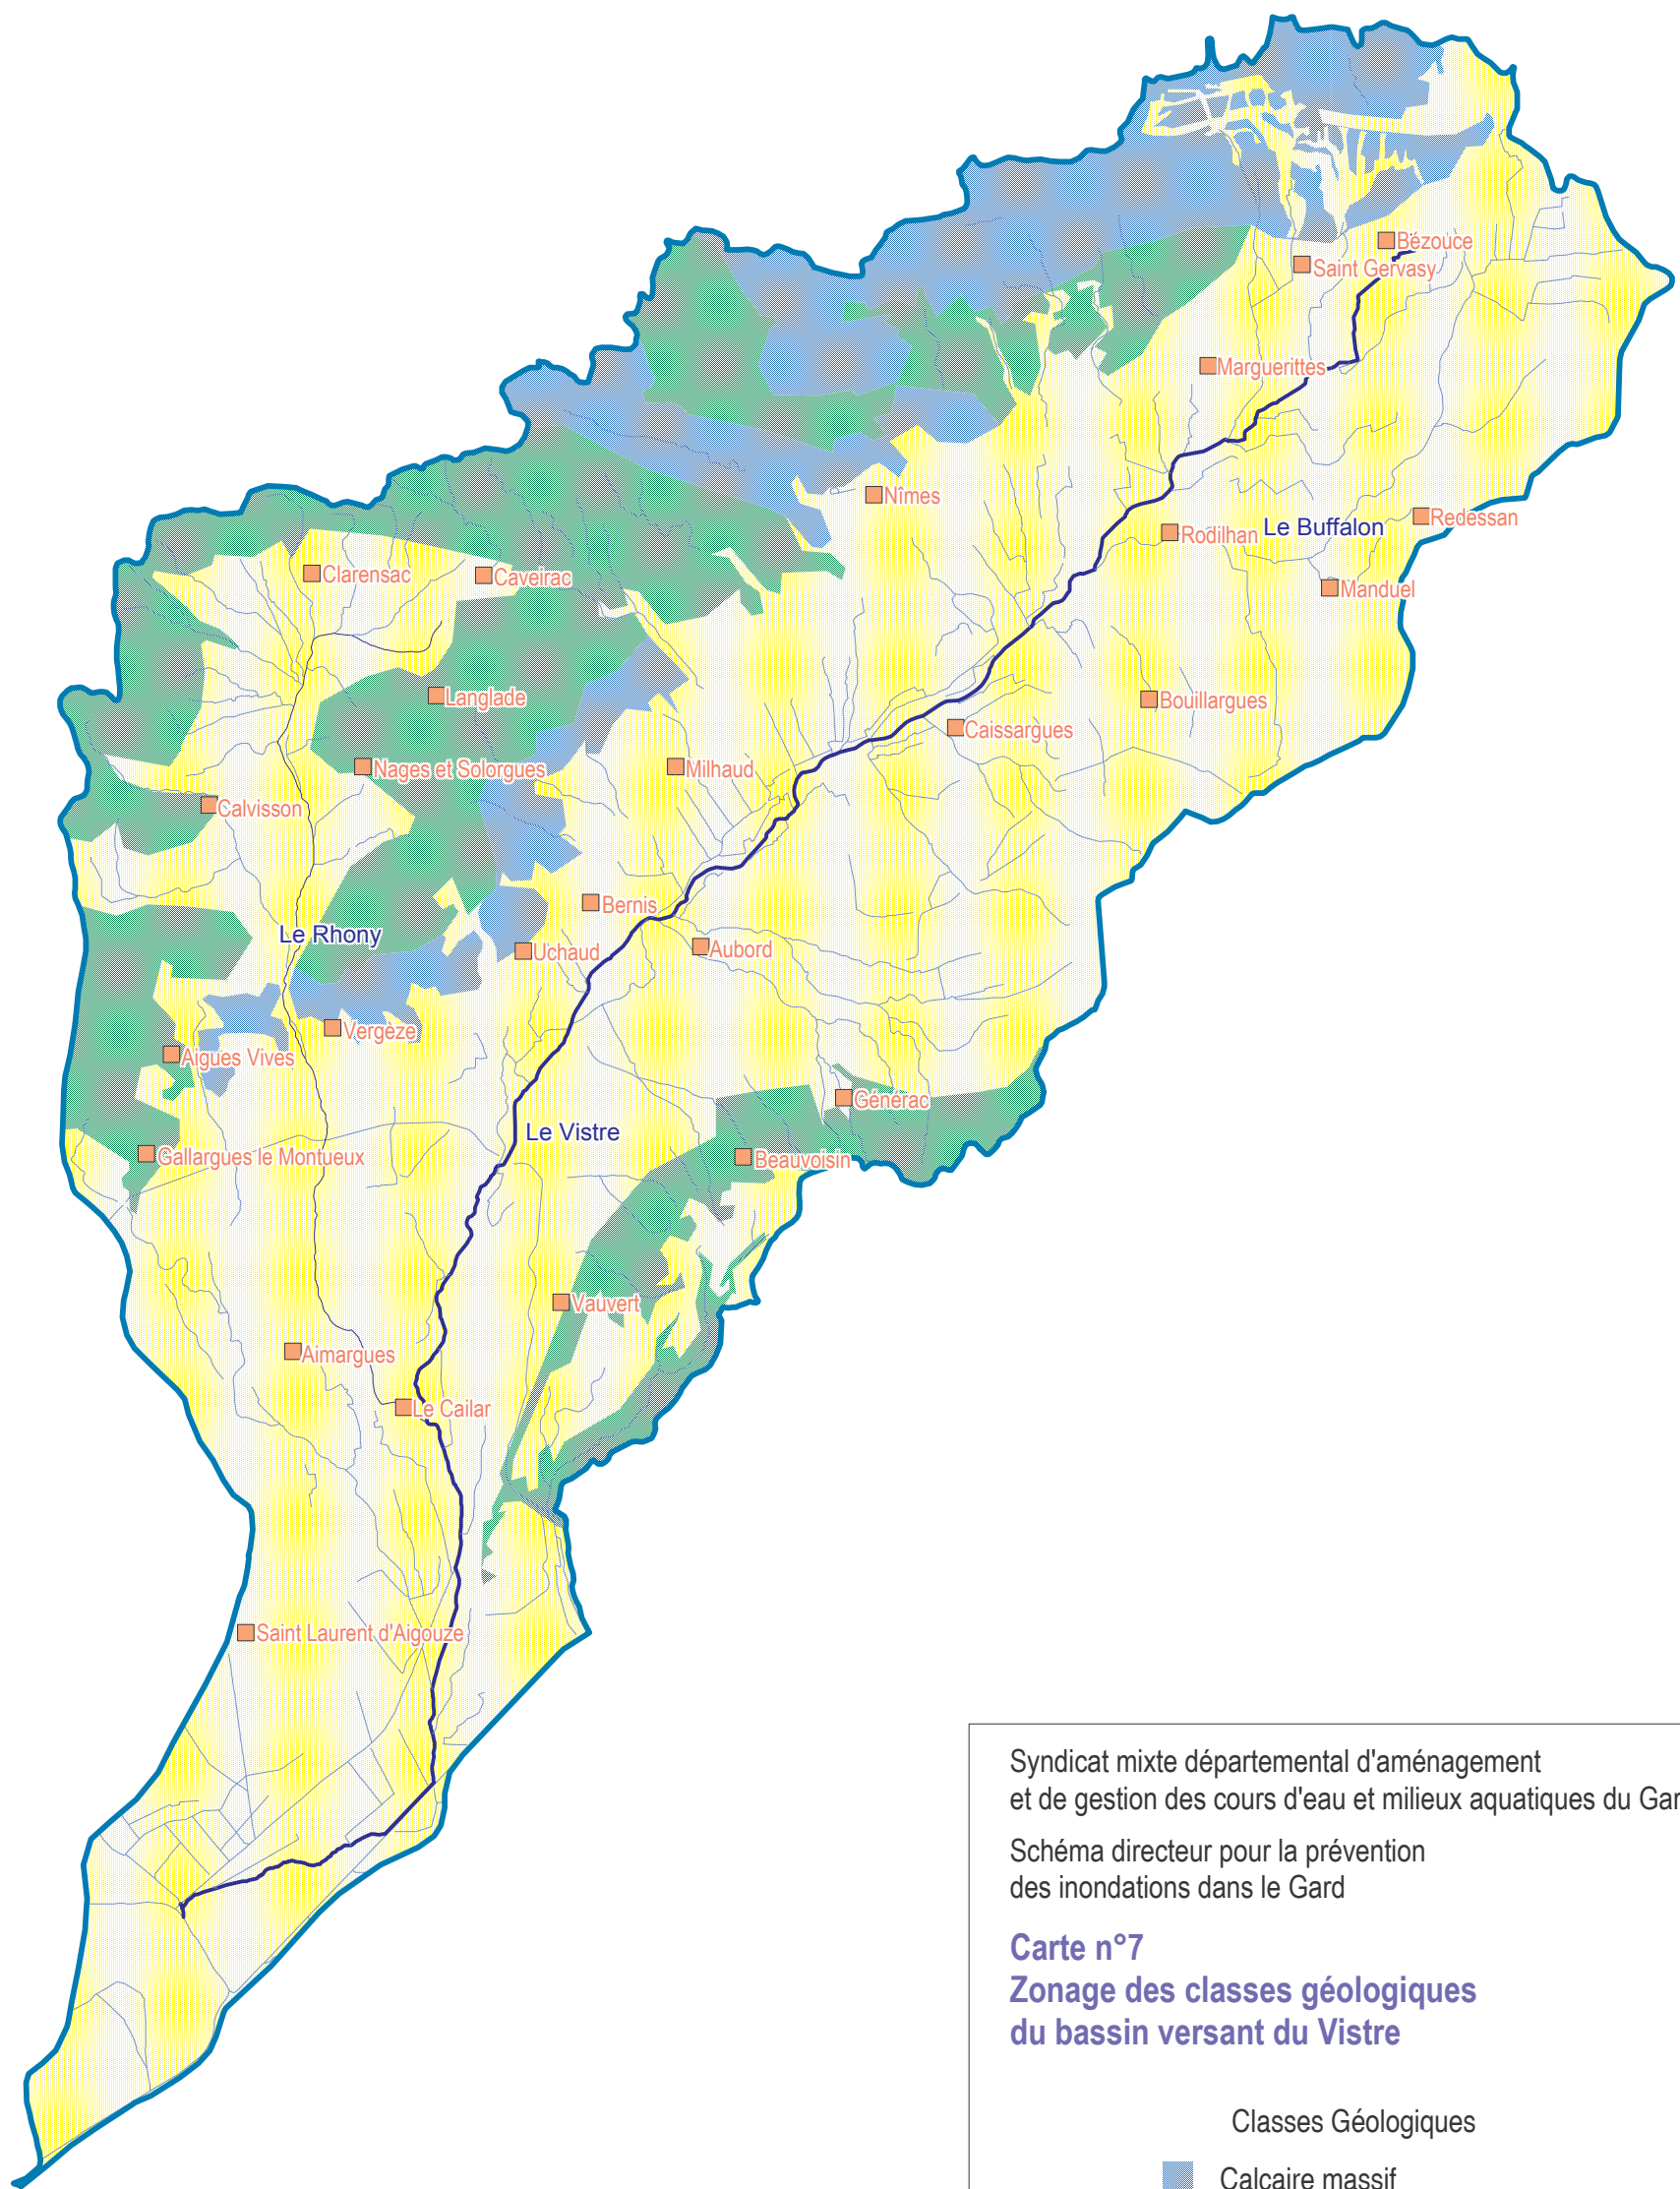 Bézouce
Saint Gervasy
Marguerittes
Nîmes
Redessan
Rodilhan
Le Buffalon
Clarensac
Caveirac
Manduel
Langlade
Bouillargues
Caissargues
Nages et Solorgues
Milhaud
Calvisson
Bernis
Le Rhony
Uchaud
Aubord
Vergèze
Aigues Vives
Générac
Le Vistre
Gallargues le Montueux
Beauvoisin
Vauvert
Aimargues
Le Cailar
Saint Laurent d'Aigouze
Syndicat mixte départemental d'aménagement
et de gestion des cours d'eau et milieux aquatiques du Gar
Schéma directeur pour la prévention
des inondations dans le Gard
Carte n°7
Zonage des classes géologiques
du bassin versant du Vistre
Classes Géologiques
Calcaire massif